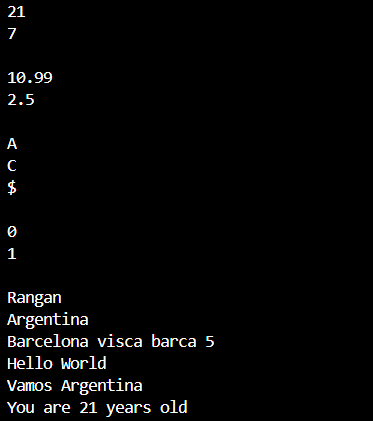 21
7
10.99
2.5
A
C
$
0
1
Rangan
Argentina
Barcelona visca barca 5
Hello World
Vamos Argentina
You are 21 years old